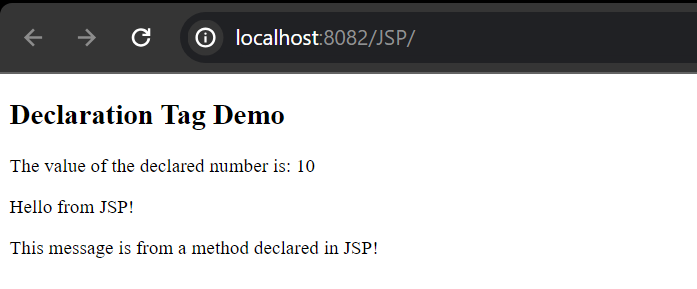 localhost:8082/JSP/
Declaration Tag Demo
The value of the declared number is: 10
Hello from JSP!
This message is from a method declared in JSP!